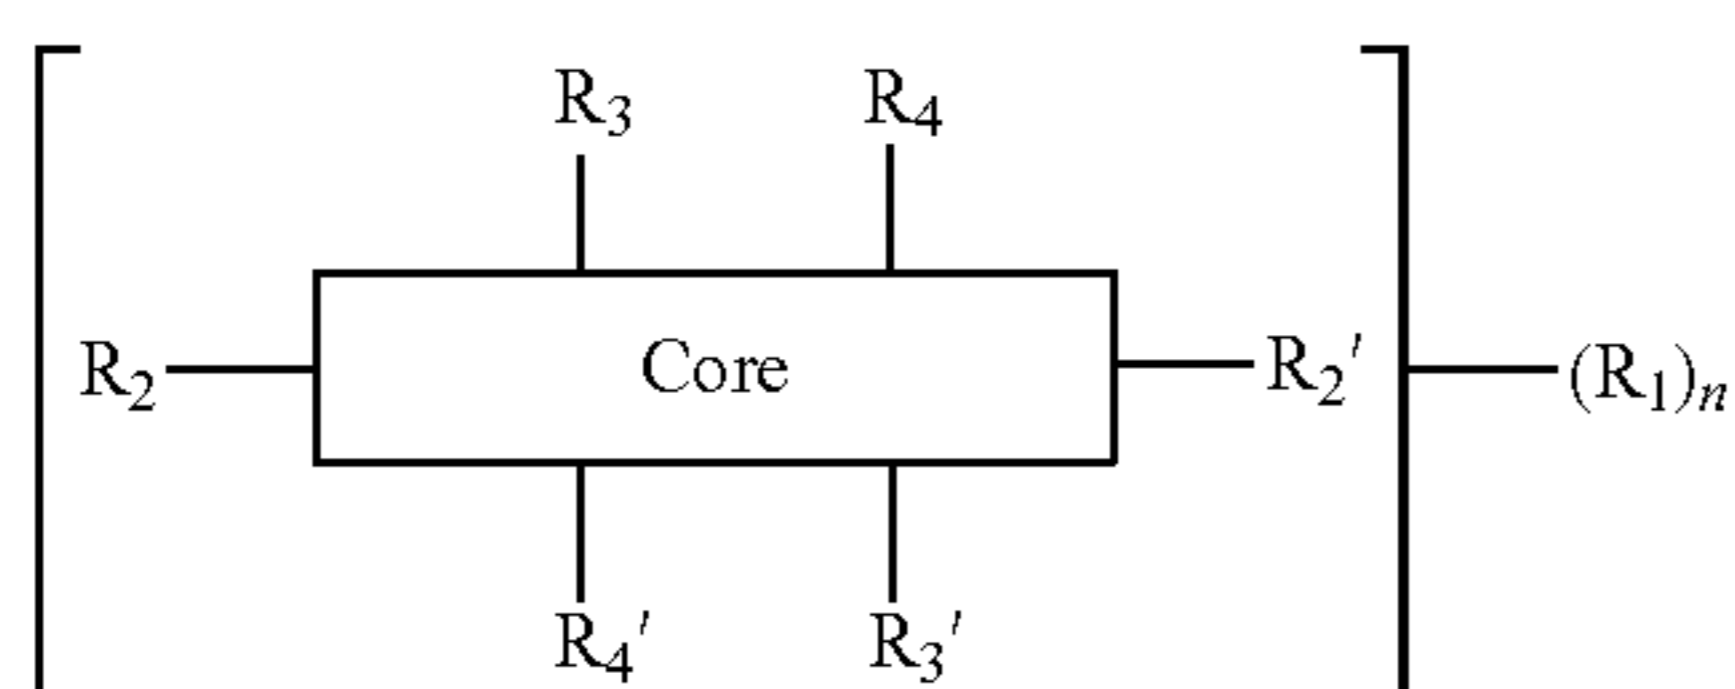 R₃ R₄
R₂ Core R₂′ (R₁)ₙ
R₄′ R₃′